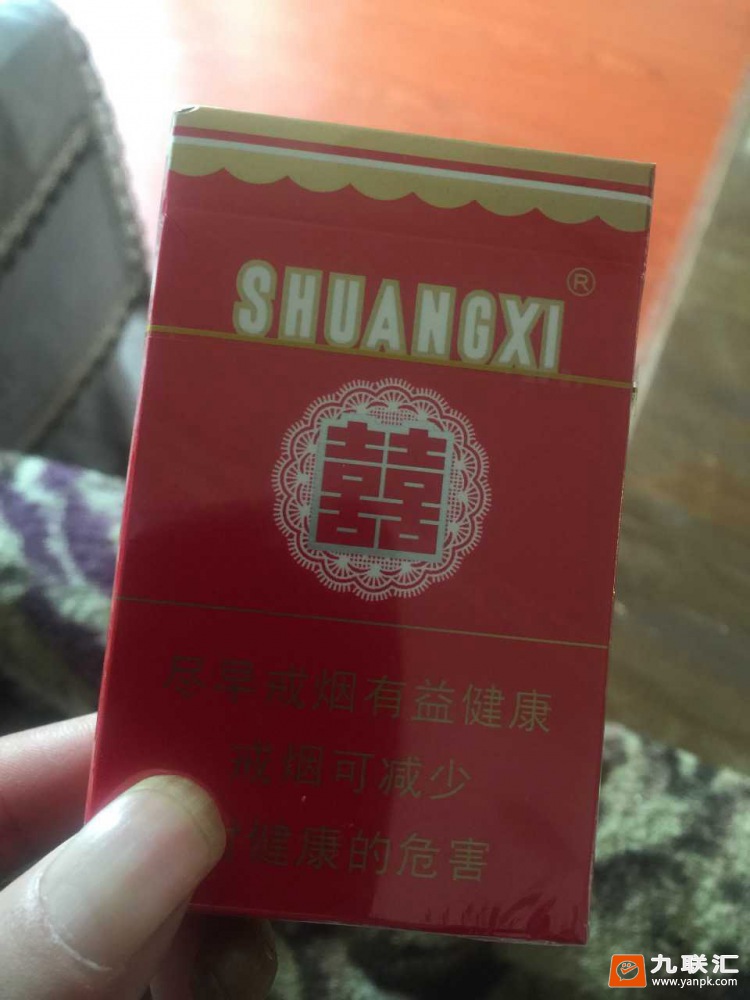 SHUANGXI®
囍
尽早戒烟有益健康
戒烟可减少
对健康的危害
九联汇
www.yanpk.com